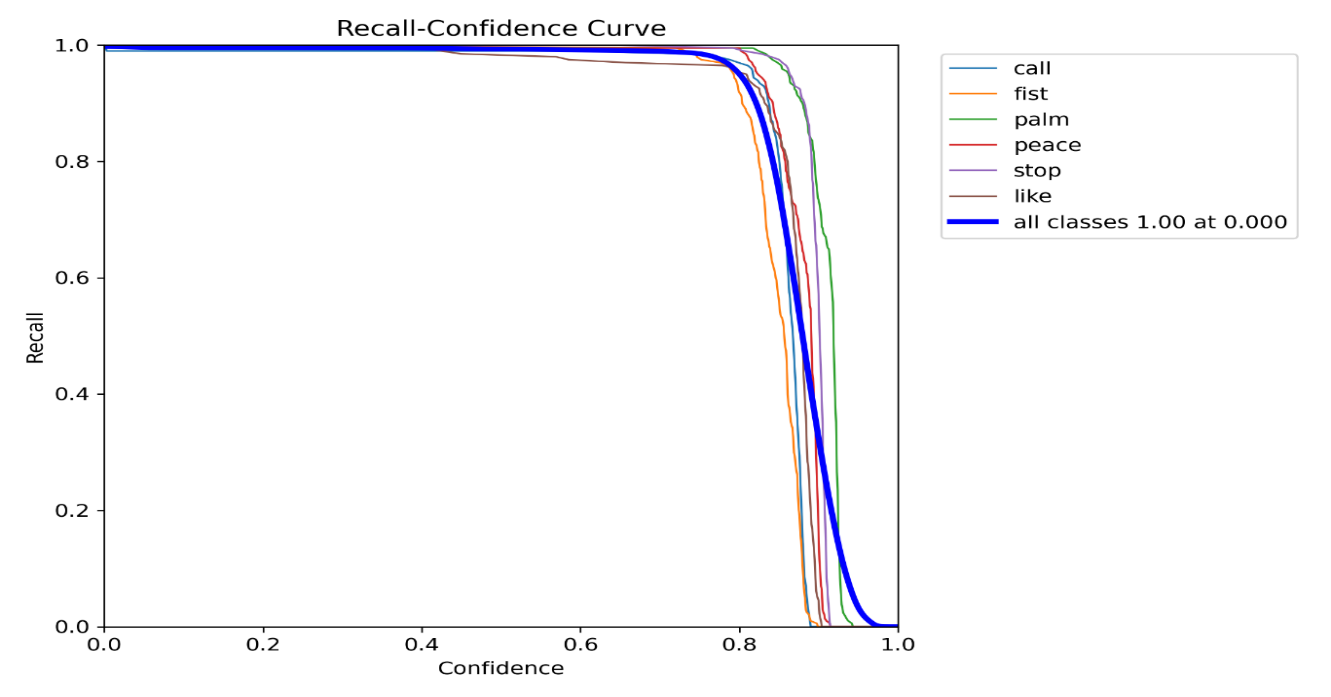 Recall-Confidence Curve
1.0
0.8
0.6
0.4
0.2
0.0
Recall
0.0 0.2 0.4 0.6 0.8 1.0
Confidence
call
fist
palm
peace
stop
like
all classes 1.00 at 0.000